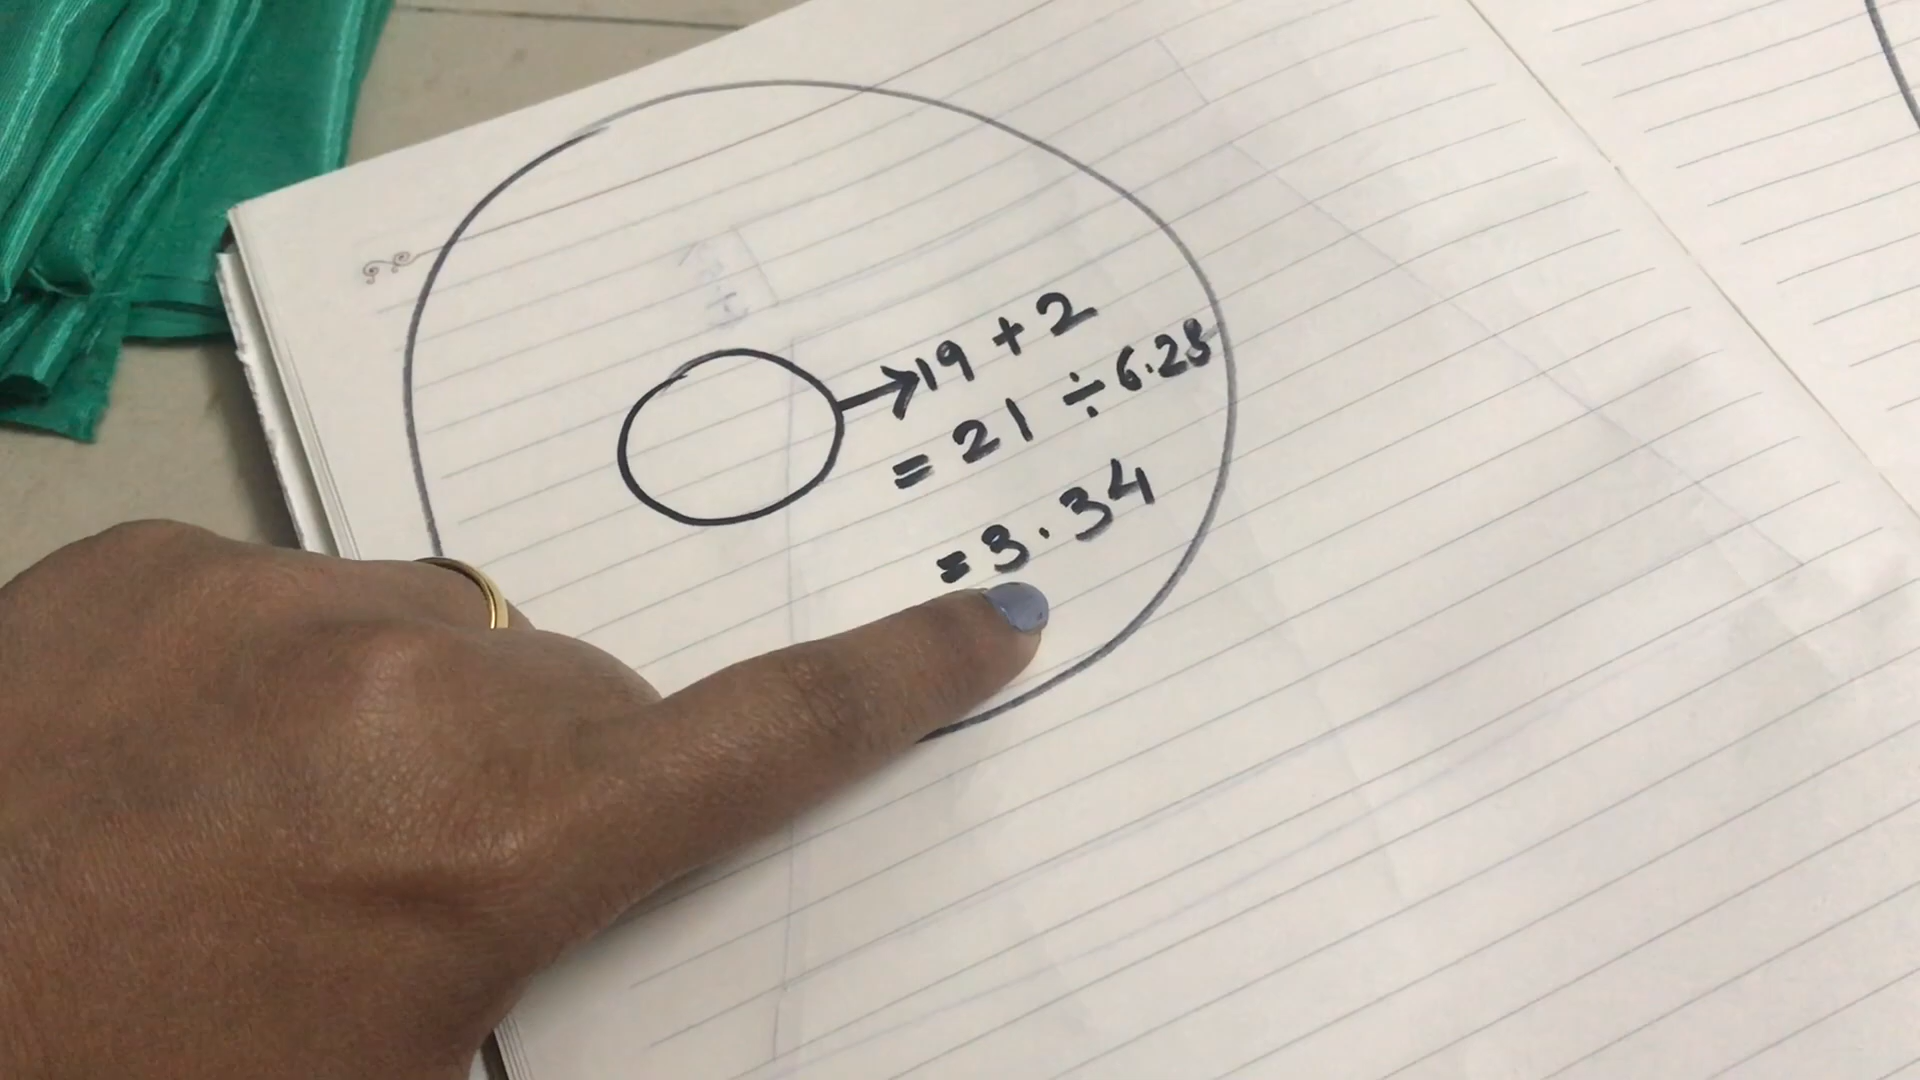 → 19 + 2
= 21 ÷ 6.28
= 3.34